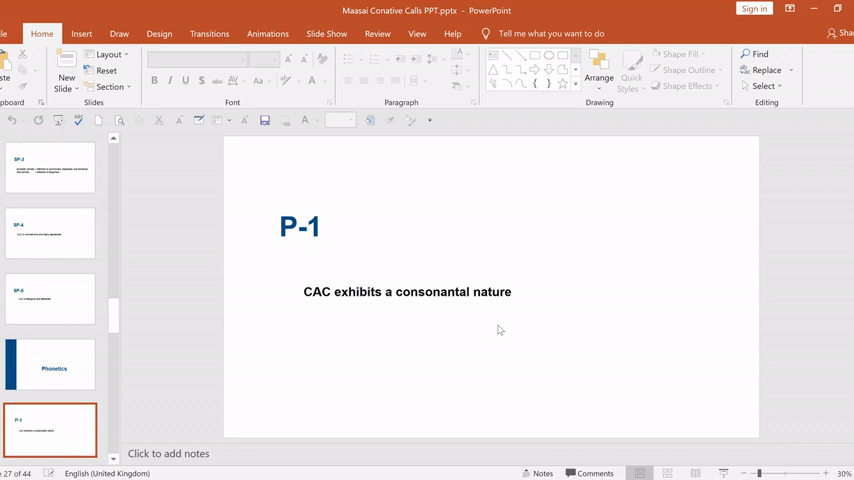 Maasai Conative Calls PPT.pptx - PowerPoint
Sign in
Home Insert Draw Design Transitions Animations Slide Show Review View Help Tell me what you want to do
New Slide
Layout
Reset
Section
Slides
Font
Paragraph
Arrange
Quick Styles
Shape Fill
Shape Outline
Shape Effects
Drawing
Find
Replace
Select
Editing
SP-3
SP-4
SP-5
Phonetics
P-1
P-1
CAC exhibits a consonantal nature
Click to add notes
27 of 44 English (United Kingdom) Notes Comments 30%